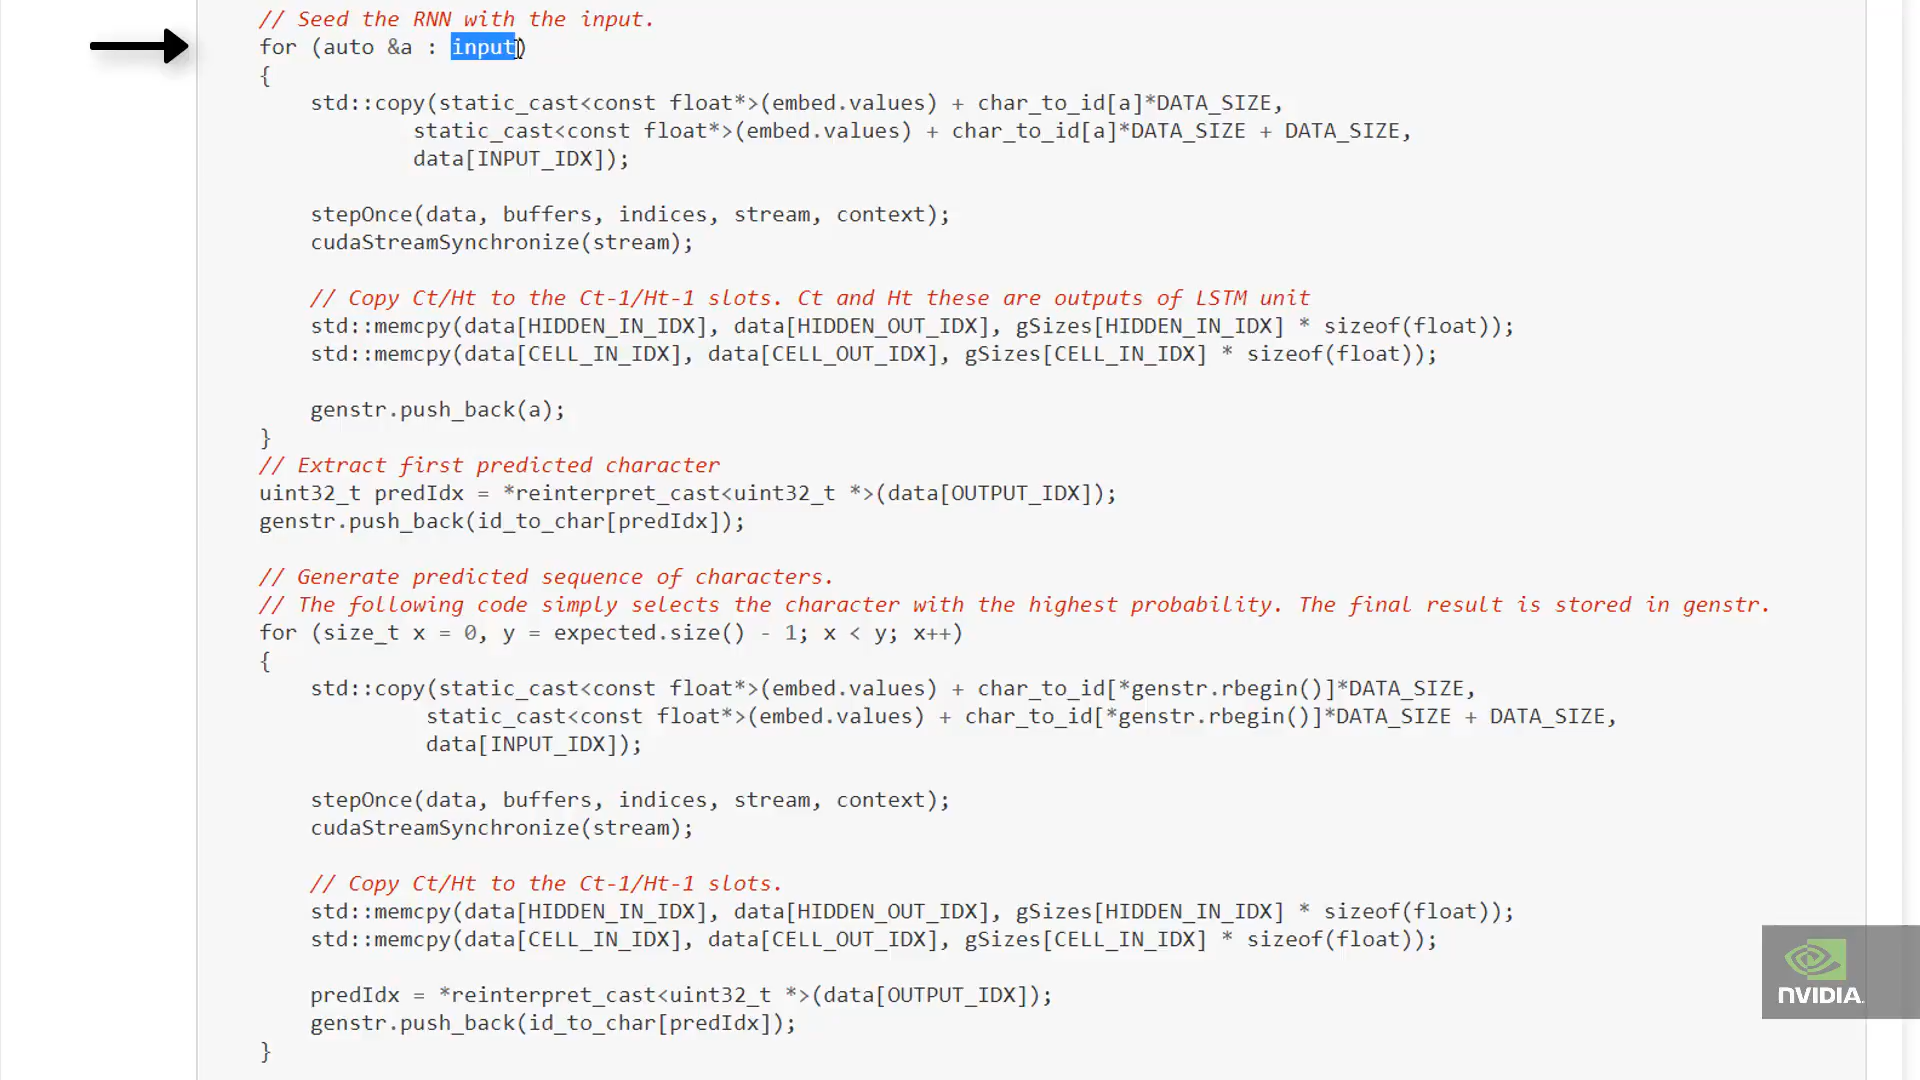 // Seed the RNN with the input.
for (auto &a : input)
{
std::copy(static_cast<const float*>(embed.values) + char_to_id[a]*DATA_SIZE,
static_cast<const float*>(embed.values) + char_to_id[a]*DATA_SIZE + DATA_SIZE,
data[INPUT_IDX]);
stepOnce(data, buffers, indices, stream, context);
cudaStreamSynchronize(stream);
// Copy Ct/Ht to the Ct-1/Ht-1 slots. Ct and Ht these are outputs of LSTM unit
std::memcpy(data[HIDDEN_IN_IDX], data[HIDDEN_OUT_IDX], gSizes[HIDDEN_IN_IDX] * sizeof(float));
std::memcpy(data[CELL_IN_IDX], data[CELL_OUT_IDX], gSizes[CELL_IN_IDX] * sizeof(float));
genstr.push_back(a);
}
// Extract first predicted character
uint32_t predIdx = *reinterpret_cast<uint32_t *>(data[OUTPUT_IDX]);
genstr.push_back(id_to_char[predIdx]);
// Generate predicted sequence of characters.
// The following code simply selects the character with the highest probability. The final result is stored in genstr.
for (size_t x = 0, y = expected.size() - 1; x < y; x++)
{
std::copy(static_cast<const float*>(embed.values) + char_to_id[*genstr.rbegin()]*DATA_SIZE,
static_cast<const float*>(embed.values) + char_to_id[*genstr.rbegin()]*DATA_SIZE + DATA_SIZE,
data[INPUT_IDX]);
stepOnce(data, buffers, indices, stream, context);
cudaStreamSynchronize(stream);
// Copy Ct/Ht to the Ct-1/Ht-1 slots.
std::memcpy(data[HIDDEN_IN_IDX], data[HIDDEN_OUT_IDX], gSizes[HIDDEN_IN_IDX] * sizeof(float));
std::memcpy(data[CELL_IN_IDX], data[CELL_OUT_IDX], gSizes[CELL_IN_IDX] * sizeof(float));
predIdx = *reinterpret_cast<uint32_t *>(data[OUTPUT_IDX]);
genstr.push_back(id_to_char[predIdx]);
}
NVIDIA.